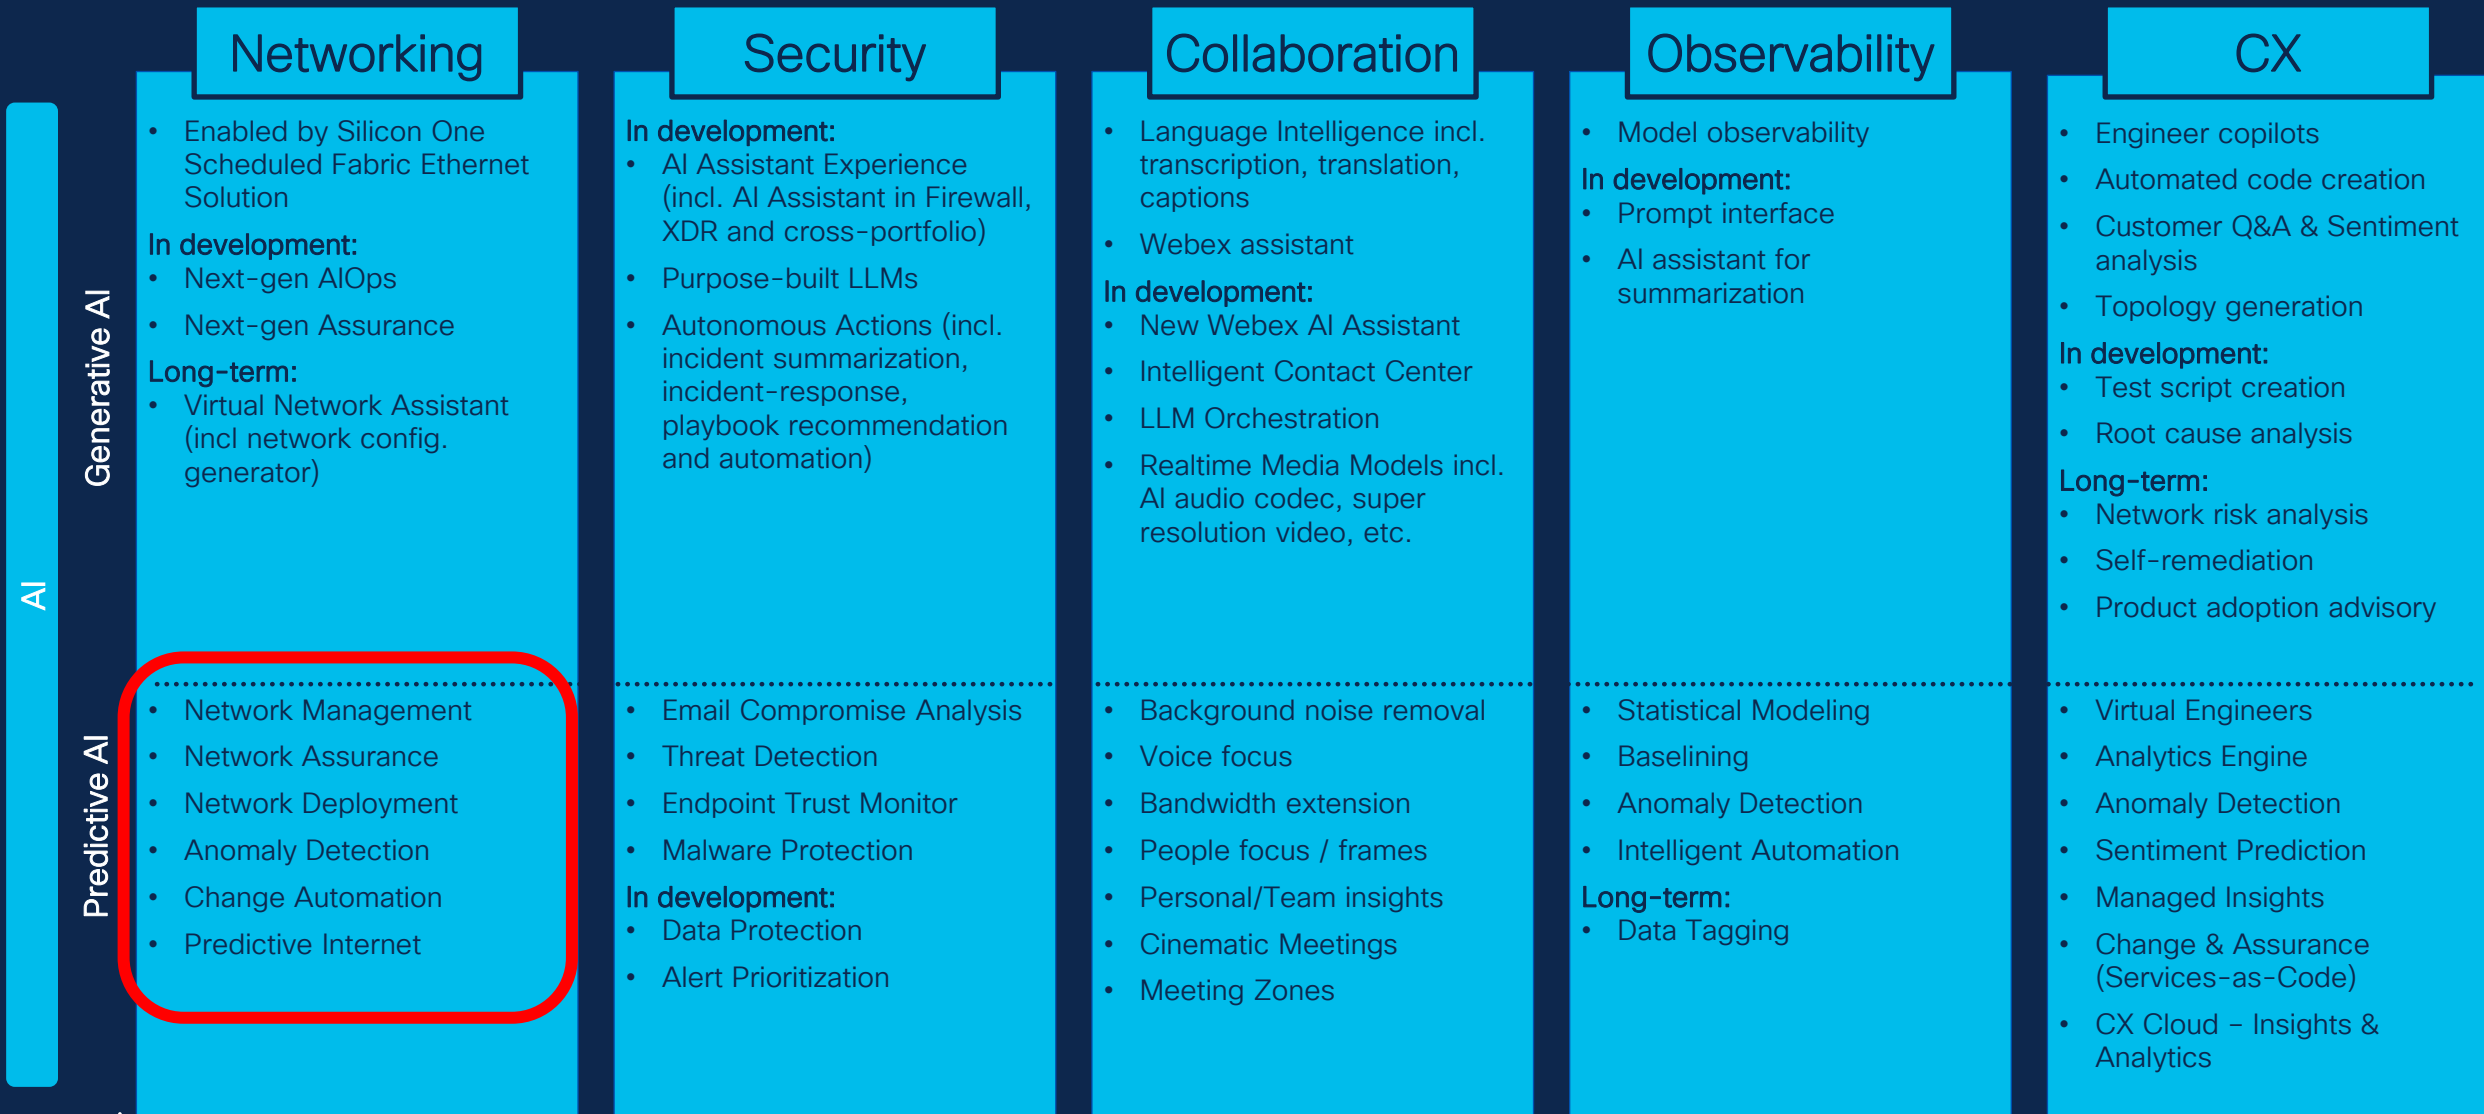 Networking
Security
Collaboration
Observability
CX
AI
Generative AI
Predictive AI
• Enabled by Silicon One
Scheduled Fabric Ethernet
Solution
In development:
• Next-gen AIOps
• Next-gen Assurance
Long-term:
• Virtual Network Assistant
(incl network config.
generator)
• Network Management
• Network Assurance
• Network Deployment
• Anomaly Detection
• Change Automation
• Predictive Internet
In development:
• AI Assistant Experience
(incl. AI Assistant in Firewall,
XDR and cross-portfolio)
• Purpose-built LLMs
• Autonomous Actions (incl.
incident summarization,
incident-response,
playbook recommendation
and automation)
• Email Compromise Analysis
• Threat Detection
• Endpoint Trust Monitor
• Malware Protection
In development:
• Data Protection
• Alert Prioritization
• Language Intelligence incl.
transcription, translation,
captions
• Webex assistant
In development:
• New Webex AI Assistant
• Intelligent Contact Center
• LLM Orchestration
• Realtime Media Models incl.
AI audio codec, super
resolution video, etc.
• Background noise removal
• Voice focus
• Bandwidth extension
• People focus / frames
• Personal/Team insights
• Cinematic Meetings
• Meeting Zones
• Model observability
In development:
• Prompt interface
• AI assistant for
summarization
• Statistical Modeling
• Baselining
• Anomaly Detection
• Intelligent Automation
Long-term:
• Data Tagging
• Engineer copilots
• Automated code creation
• Customer Q&A & Sentiment
analysis
• Topology generation
In development:
• Test script creation
• Root cause analysis
Long-term:
• Network risk analysis
• Self-remediation
• Product adoption advisory
• Virtual Engineers
• Analytics Engine
• Anomaly Detection
• Sentiment Prediction
• Managed Insights
• Change & Assurance
(Services-as-Code)
• CX Cloud – Insights &
Analytics